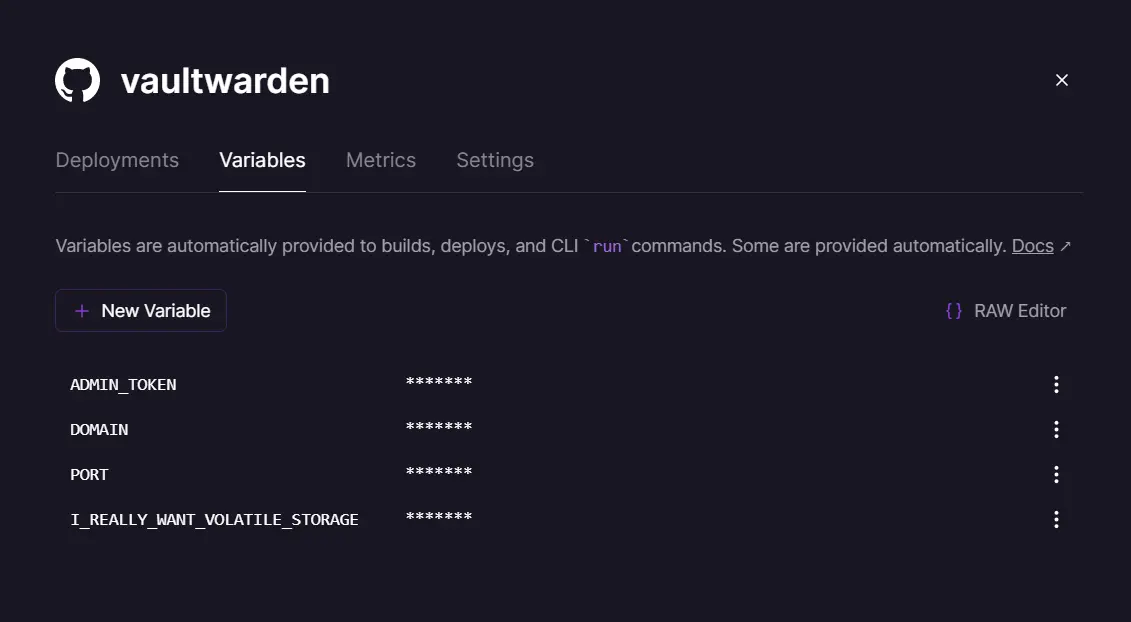 vaultwarden
Deployments Variables Metrics Settings
Variables are automatically provided to builds, deploys, and CLI `run` commands. Some are provided automatically. Docs ↗
+ New Variable {} RAW Editor
ADMIN_TOKEN *******
DOMAIN *******
PORT *******
I_REALLY_WANT_VOLATILE_STORAGE *******